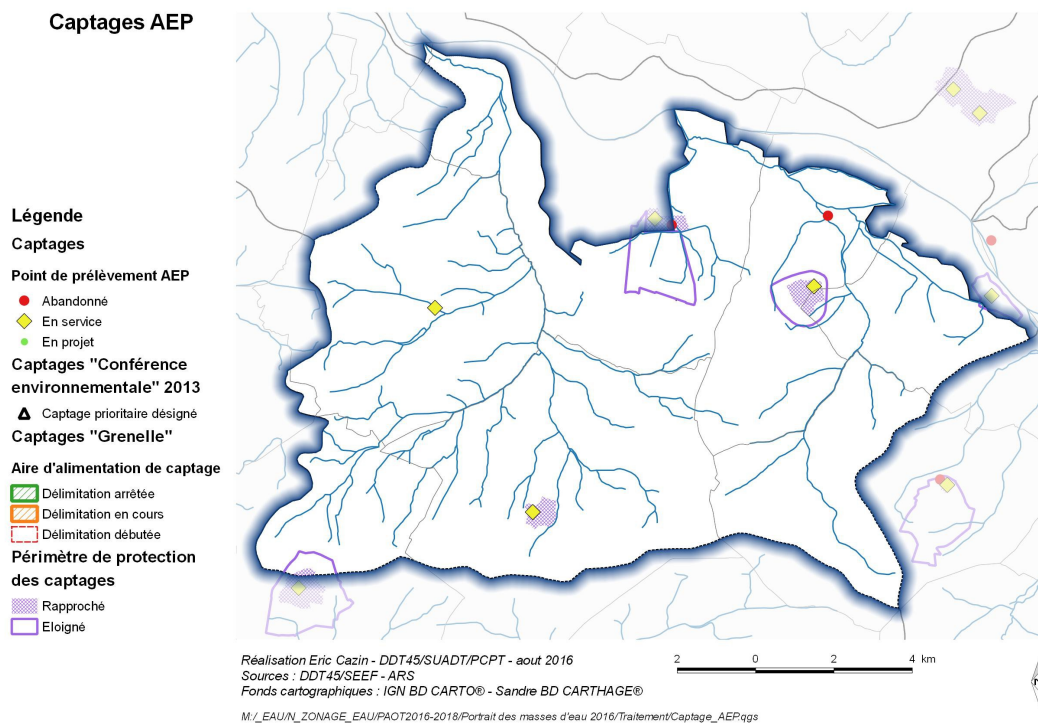 Captages AEP
Légende
Captages
Point de prélèvement AEP
Abandonné
En service
En projet
Captages "Conférence
environnementale" 2013
Captage prioritaire désigné
Captages "Grenelle"
Aire d'alimentation de captage
Délimitation arrêtée
Délimitation en cours
Délimitation débutée
Périmètre de protection
des captages
Rapproché
Eloigné
Réalisation Eric Cazin - DDT45/SUADT/PCPT - aout 2016
Sources : DDT45/SEEF - ARS
Fonds cartographiques : IGN BD CARTO® - Sandre BD CARTHAGE®
M:/_EAU/N_ZONAGE_EAU/PAOT2016-2018/Portrait des masses d'eau 2016/Traitement/Captage_AEP.qgs
2 0 2 4 km
N